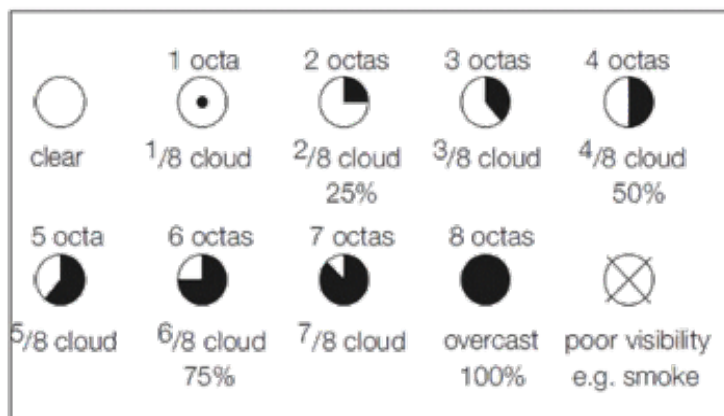 1 octa 2 octas 3 octas 4 octas
clear 1/8 cloud 2/8 cloud 3/8 cloud 4/8 cloud
25% 50%
5 octa 6 octas 7 octas 8 octas
5/8 cloud 6/8 cloud 7/8 cloud overcast poor visibility
75% 100% e.g. smoke